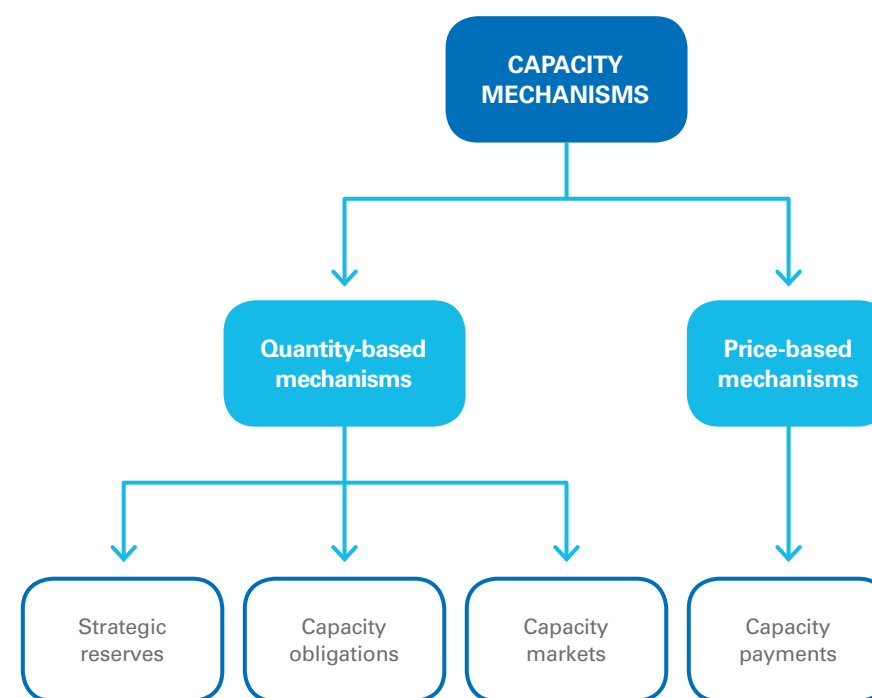 CAPACITY
MECHANISMS
Quantity-based
mechanisms
Price-based
mechanisms
Strategic
reserves
Capacity
obligations
Capacity
markets
Capacity
payments